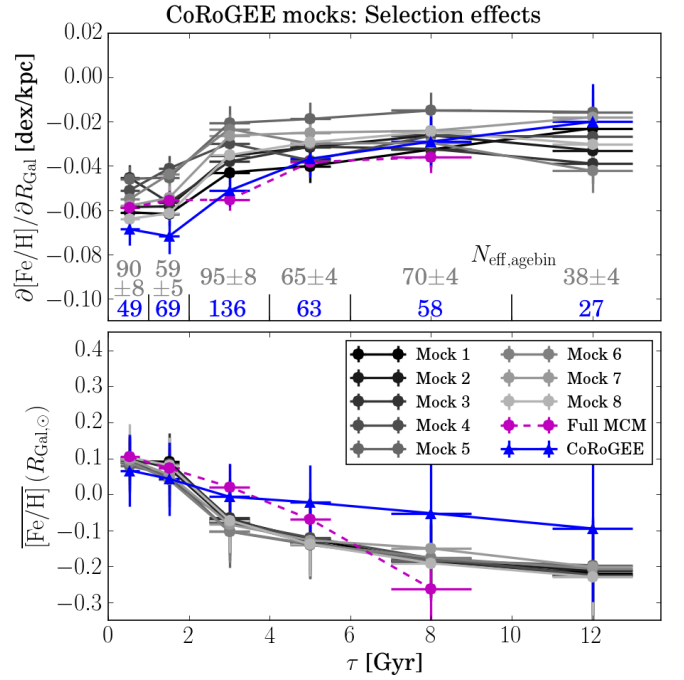 CoRoGEE mocks: Selection effects
∂[Fe/H]/∂R_Gal [dex/kpc]
0.02
0.00
−0.02
−0.04
−0.06
−0.08
−0.10
N_eff,agebin
90 ±8
59 ±5
95±8
65±4
70±4
38±4
49
69
136
63
58
27
[Fe/H] (R_Gal,⊙)
0.4
0.3
0.2
0.1
0.0
−0.1
−0.2
−0.3
Mock 1
Mock 2
Mock 3
Mock 4
Mock 5
Mock 6
Mock 7
Mock 8
Full MCM
CoRoGEE
0
2
4
6
8
10
12
τ [Gyr]